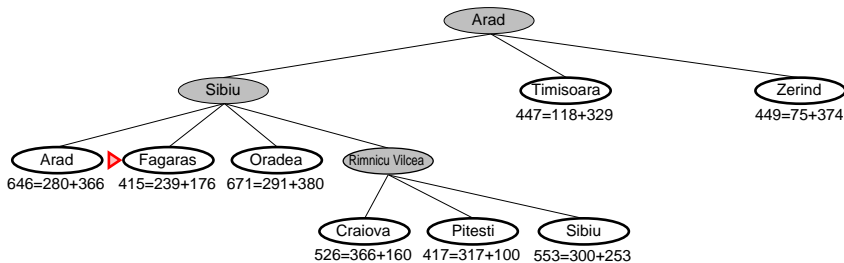 Arad
Sibiu
Timisoara
Zerind
447=118+329
449=75+374
Arad
Fagaras
Oradea
Rimnicu Vilcea
646=280+366
415=239+176
671=291+380
Craiova
Pitesti
Sibiu
526=366+160
417=317+100
553=300+253